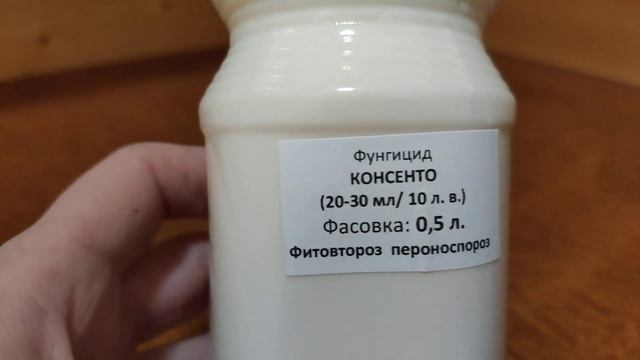 Фунгицид
КОНСЕНТО
(20-30 мл/ 10 л. в.)
Фасовка: 0,5 л.
Фитовтороз пероноспороз